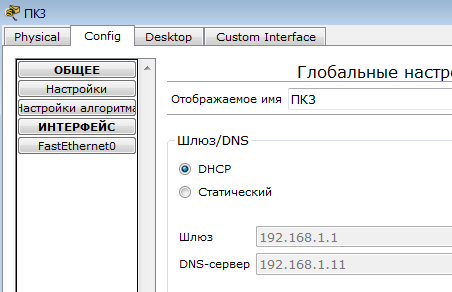 ПК3
Physical Config Desktop Custom Interface
ОБЩЕЕ
Настройки
Настройки алгоритма
ИНТЕРФЕЙС
FastEthernet0
Глобальные настро
Отображаемое имя ПК3
Шлюз/DNS
DHCP
Статический
Шлюз 192.168.1.1
DNS-сервер 192.168.1.11